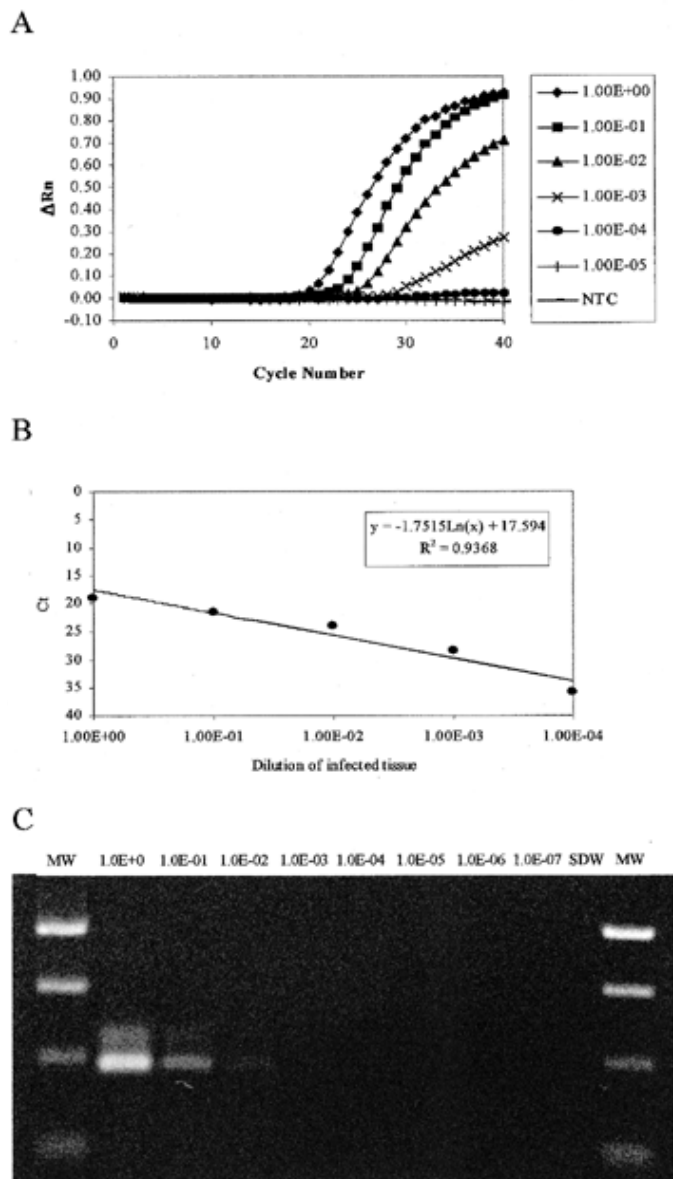 A
1.00
0.90
0.80
0.70
0.60
0.50
0.40
0.30
0.20
0.10
0.00
-0.10
ΔRn
0 10 20 30 40
Cycle Number
1.00E+00
1.00E-01
1.00E-02
1.00E-03
1.00E-04
1.00E-05
NTC
B
0
5
10
15
20
25
30
35
40
Ct
y = -1.7515Ln(x) + 17.594
R² = 0.9368
1.00E+00 1.00E-01 1.00E-02 1.00E-03 1.00E-04
Dilution of infected tissue
C
MW 1.0E+0 1.0E-01 1.0E-02 1.0E-03 1.0E-04 1.0E-05 1.0E-06 1.0E-07 SDW MW